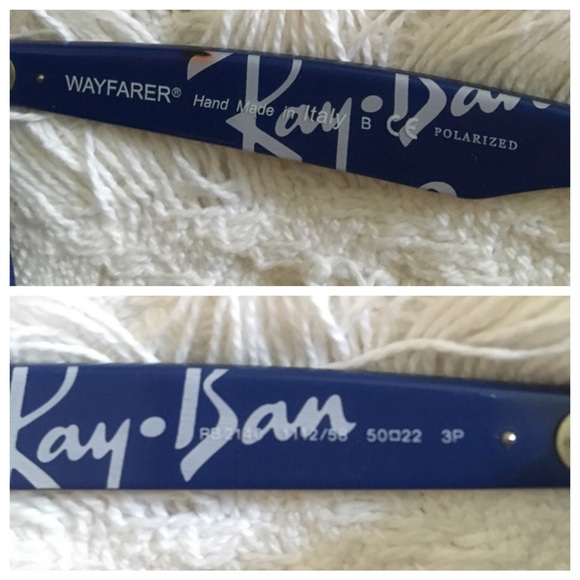 WAYFARER® Hand Made in Italy B CE POLARIZED
Ray•Ban
Ray•Ban
RB 2140 1112/58 50□22 3P